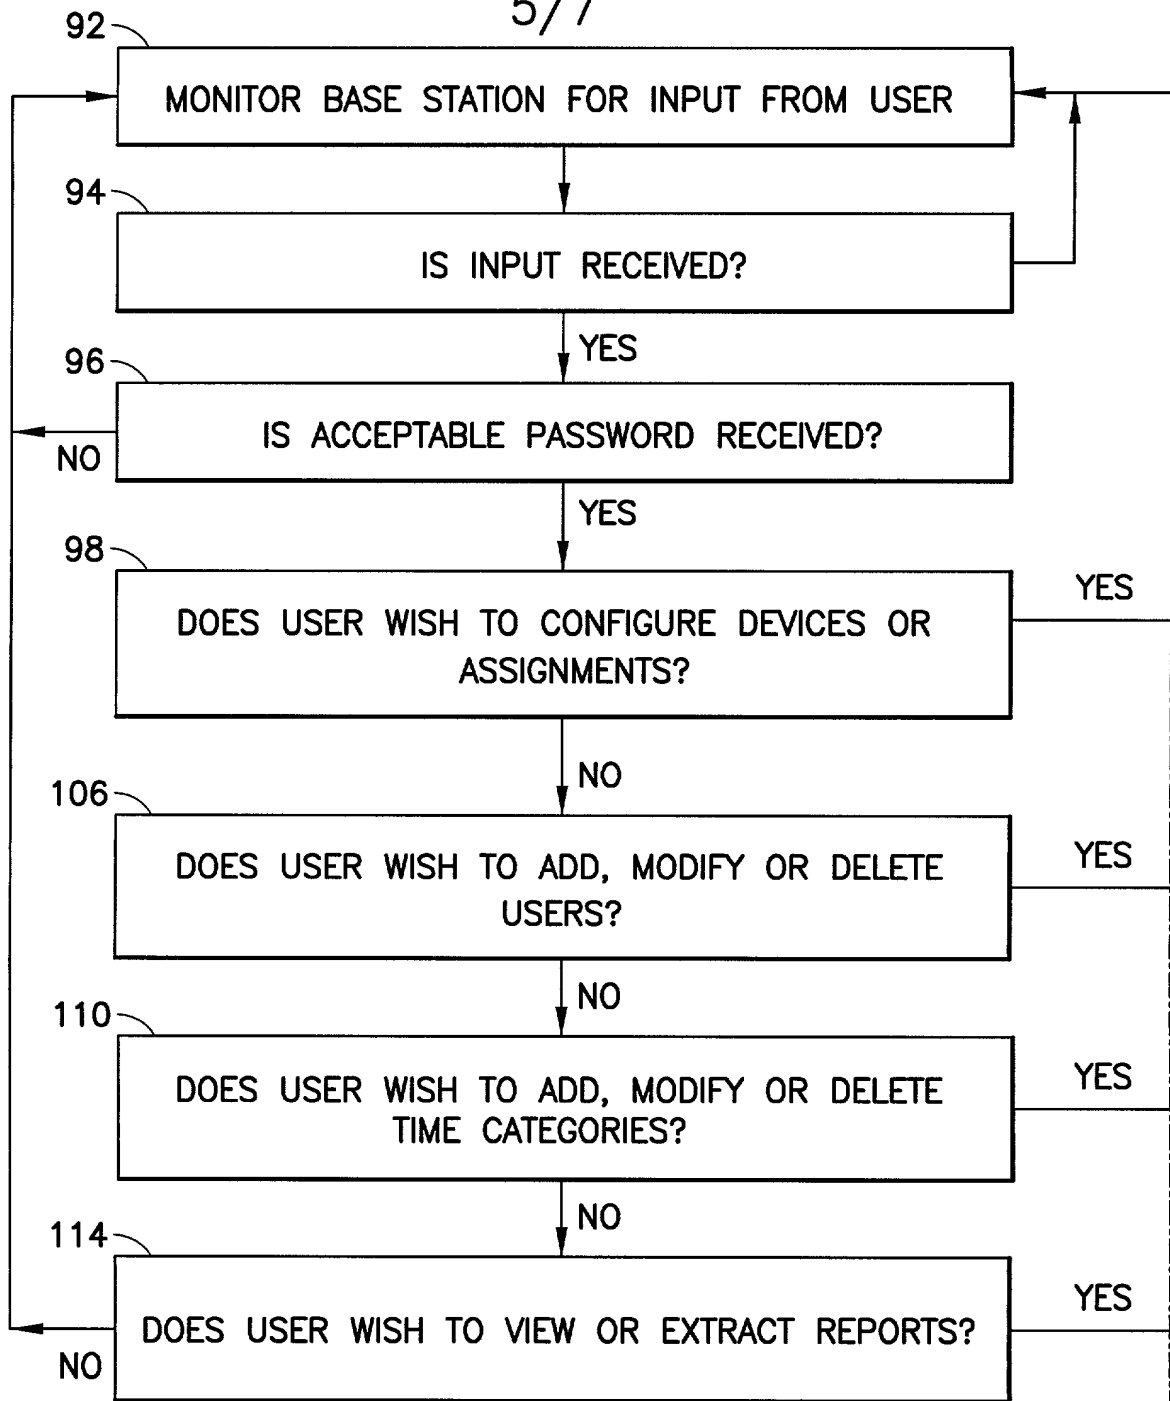 5/7
92
MONITOR BASE STATION FOR INPUT FROM USER
94
IS INPUT RECEIVED?
YES
96
IS ACCEPTABLE PASSWORD RECEIVED?
NO
YES
98
DOES USER WISH TO CONFIGURE DEVICES OR
ASSIGNMENTS?
YES
NO
106
DOES USER WISH TO ADD, MODIFY OR DELETE
USERS?
YES
NO
110
DOES USER WISH TO ADD, MODIFY OR DELETE
TIME CATEGORIES?
YES
NO
114
DOES USER WISH TO VIEW OR EXTRACT REPORTS?
YES
NO